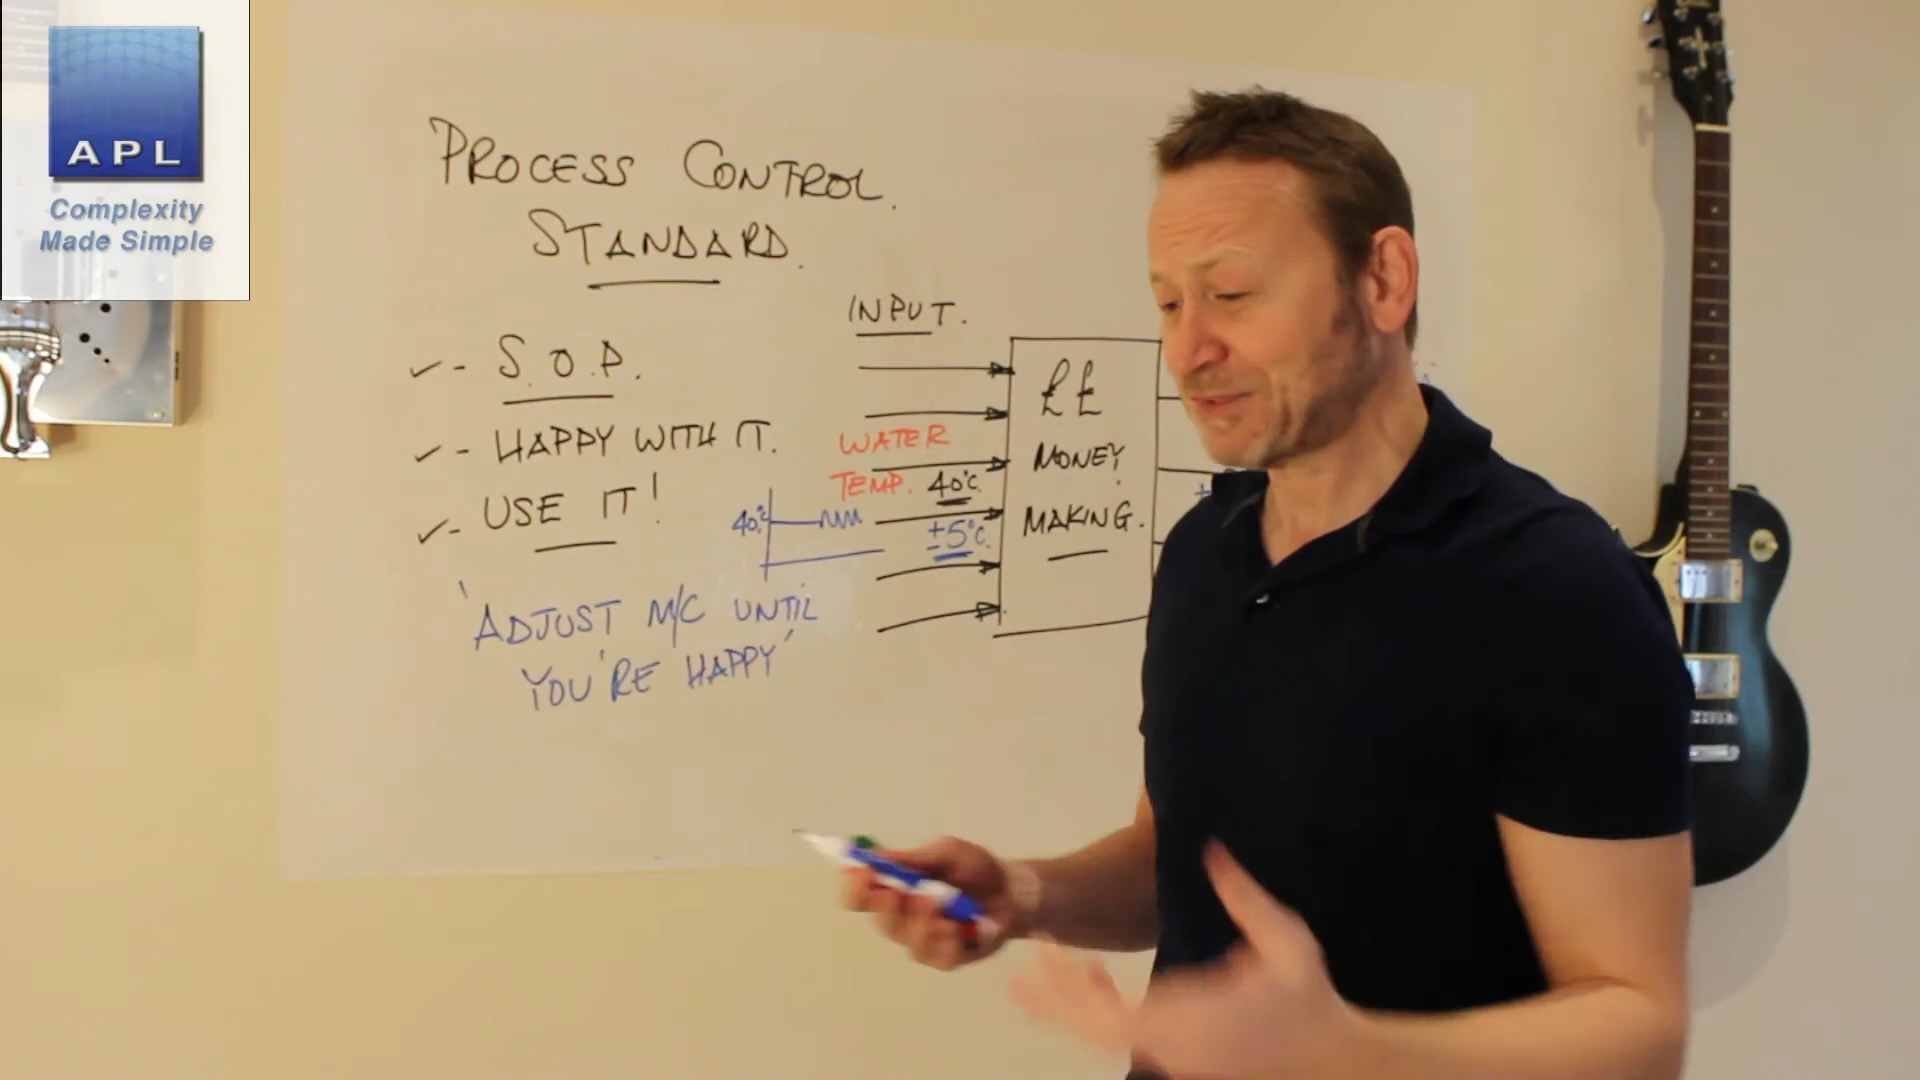 APL
Complexity
Made Simple
PROCESS CONTROL.
STANDARD.
- S.O.P.
- HAPPY WITH IT.
- USE IT!
'ADJUST M/C UNTIL
YOU'RE HAPPY'
INPUT.
WATER
TEMP. 40°C.
±5°C.
40°C
££
MONEY
MAKING.